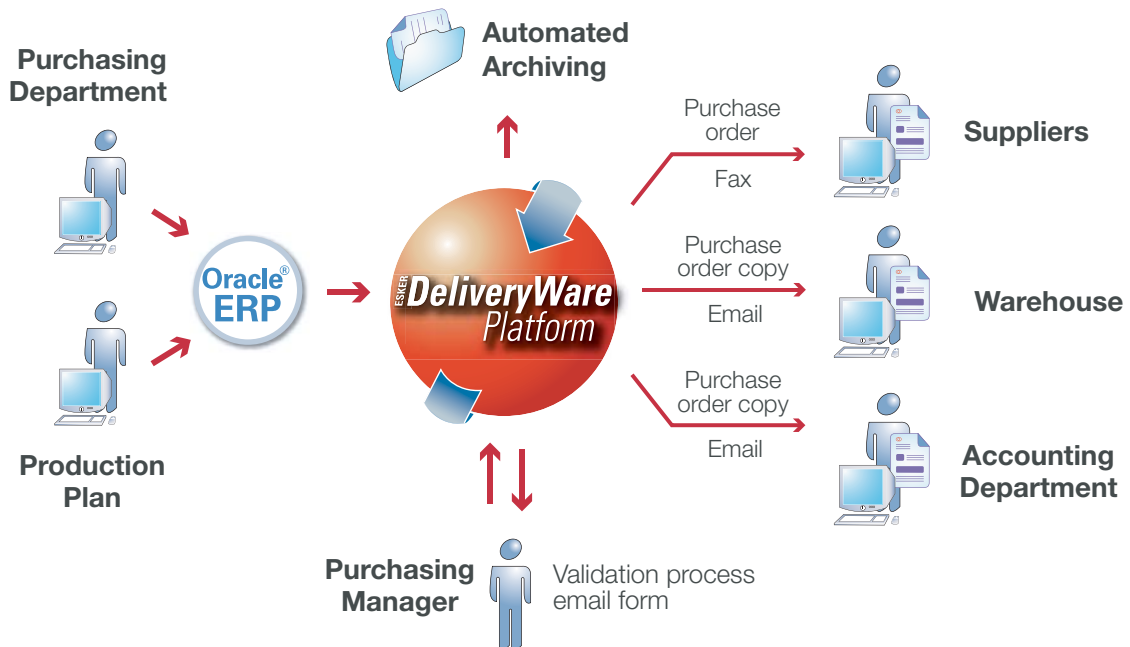 Purchasing
Department
Automated
Archiving
Purchase
order
Fax
Suppliers
Oracle®
ERP
ESKER DeliveryWare
Platform
Purchase
order copy
Email
Warehouse
Production
Plan
Purchase
order copy
Email
Accounting
Department
Purchasing
Manager
Validation process
email form